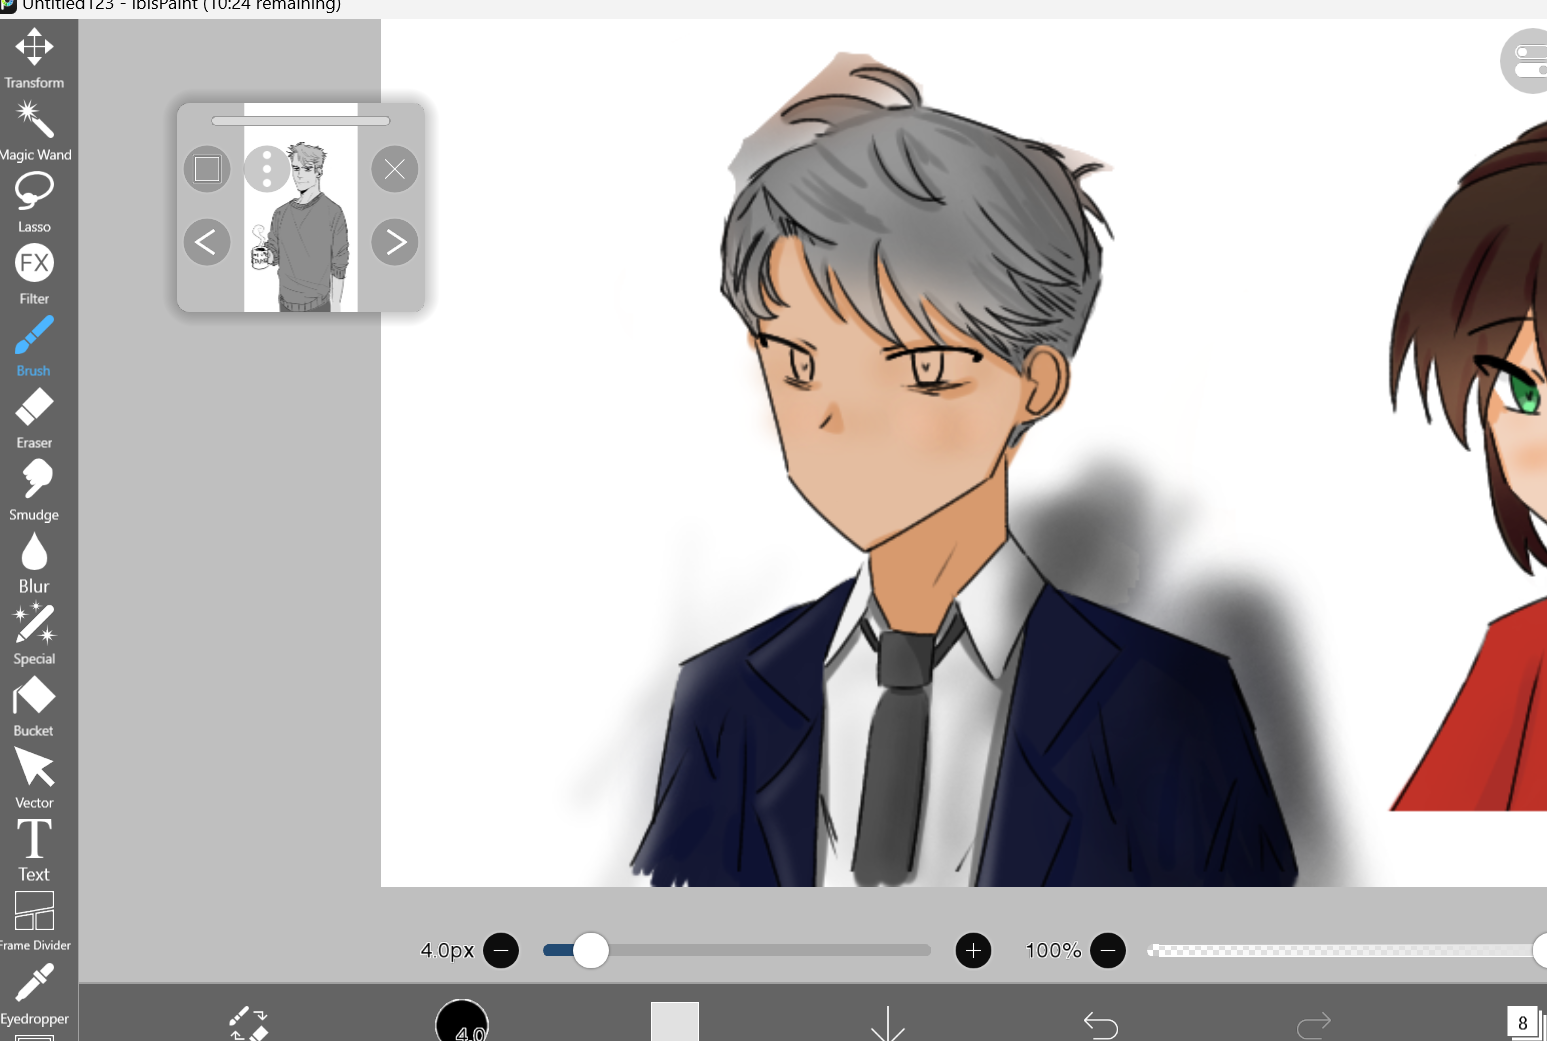 Untitled123 - ibisPaint (10:24 remaining)
Transform
Magic Wand
Lasso
FX
Filter
Brush
Eraser
Smudge
Blur
Special
Bucket
Vector
T
Text
Frame Divider
Eyedropper
4.0px
100%
4.0
8